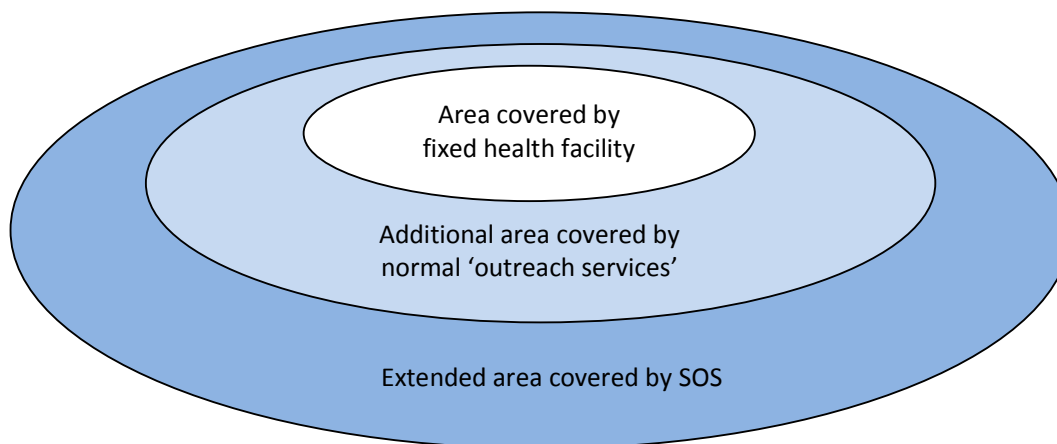 Area covered by
fixed health facility
Additional area covered by
normal ‘outreach services’
Extended area covered by SOS